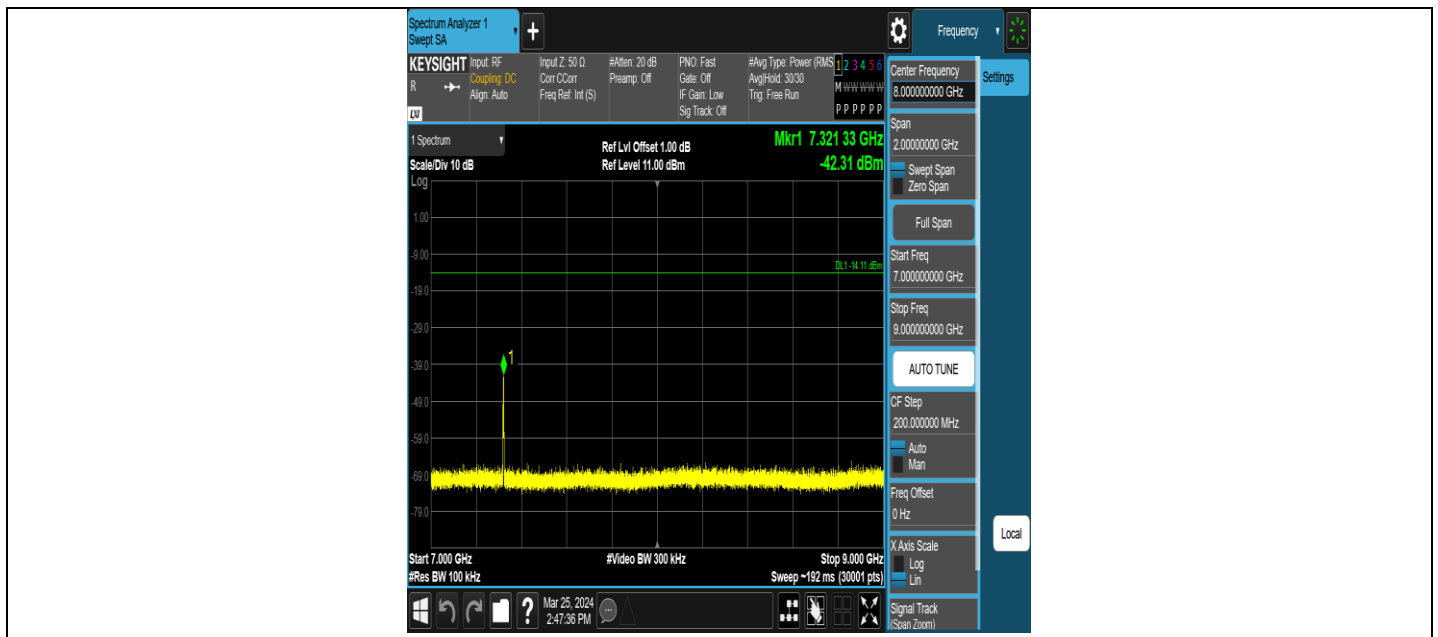 Spectrum Analyzer 1
Swept SA
+
Frequency
KEYSIGHT
R
LXI
Input: RF
Coupling: DC
Align: Auto
Input Z: 50 Ω
Corr CCorr
Freq Ref: Int (S)
#Atten: 20 dB
Preamp: Off
PNO: Fast
Gate: Off
IF Gain: Low
Sig Track: Off
#Avg Type: Power (RMS
Avg|Hold: 30/30
Trig: Free Run
1 2 3 4 5 6
M W W W W W
P P P P P P
1 Spectrum
Scale/Div 10 dB
Log
Ref Lvl Offset 1.00 dB
Ref Level 11.00 dBm
Mkr1 7.321 33 GHz
-42.31 dBm
1.00
-9.00
DL1 -14.11 dBm
-19.0
-29.0
1
-39.0
-49.0
-59.0
-69.0
-79.0
Start 7.000 GHz
#Res BW 100 kHz
#Video BW 300 kHz
Stop 9.000 GHz
Sweep ~192 ms (30001 pts)
Center Frequency
8.000000000 GHz
Settings
Span
2.00000000 GHz
Swept Span
Zero Span
Full Span
Start Freq
7.000000000 GHz
Stop Freq
9.000000000 GHz
AUTO TUNE
CF Step
200.000000 MHz
Auto
Man
Freq Offset
0 Hz
X Axis Scale
Log
Lin
Local
Signal Track
(Span Zoom)
?
Mar 25, 2024
2:47:36 PM